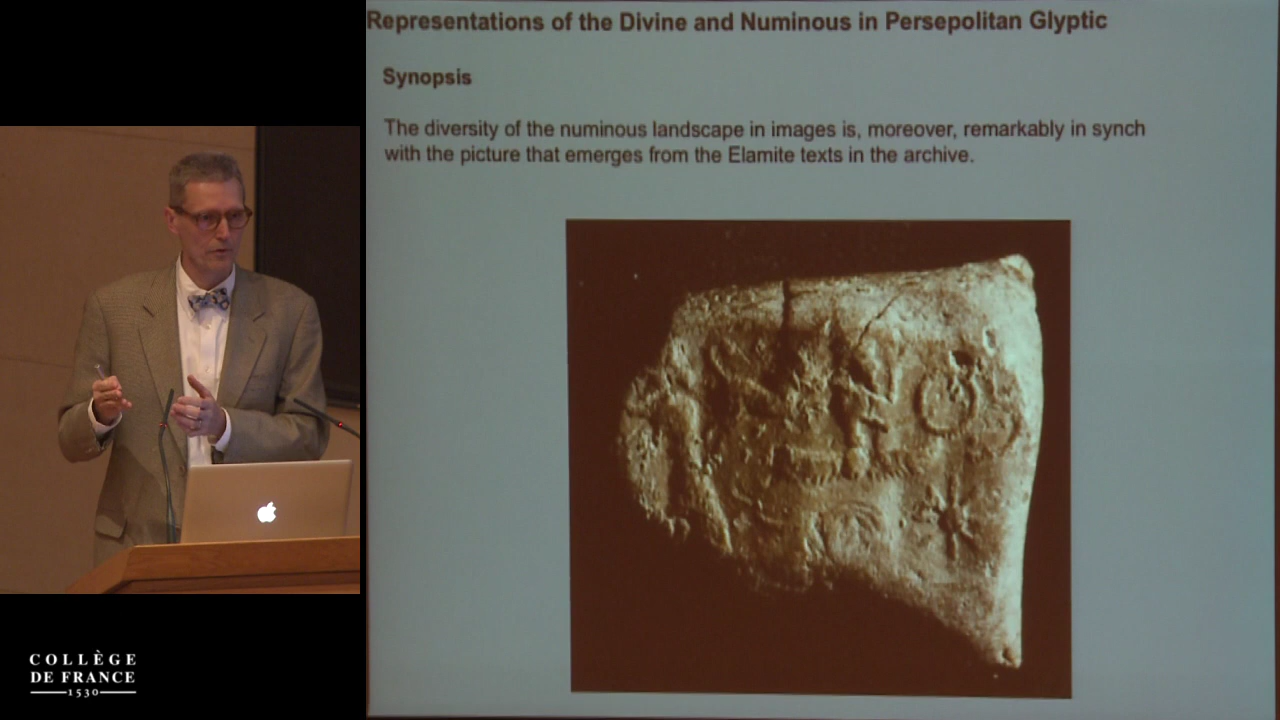 Representations of the Divine and Numinous in Persepolitan Glyptic
Synopsis
The diversity of the numinous landscape in images is, moreover, remarkably in synch
with the picture that emerges from the Elamite texts in the archive.
COLLÈGE
DE FRANCE
1530